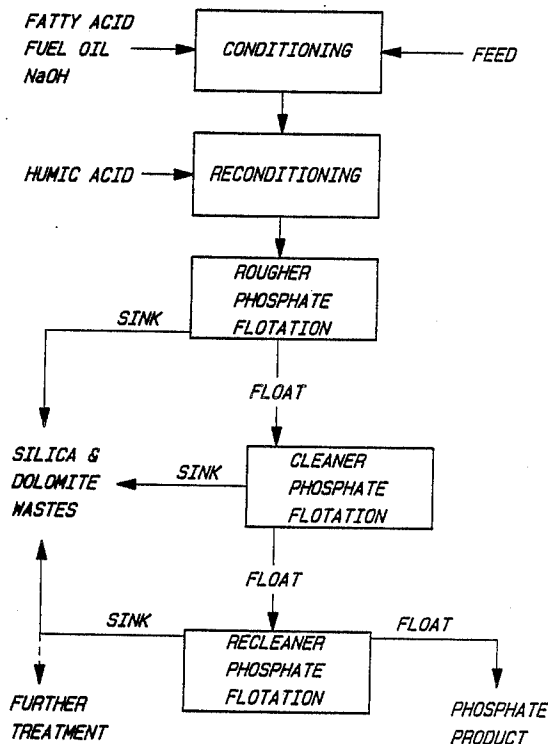 FATTY ACID
FUEL OIL
NaOH
CONDITIONING
FEED
HUMIC ACID
RECONDITIONING
ROUGHER
PHOSPHATE
FLOTATION
SINK
FLOAT
SILICA &
DOLOMITE
WASTES
SINK
CLEANER
PHOSPHATE
FLOTATION
FLOAT
SINK
RECLEANER
PHOSPHATE
FLOTATION
FLOAT
FURTHER
TREATMENT
PHOSPHATE
PRODUCT